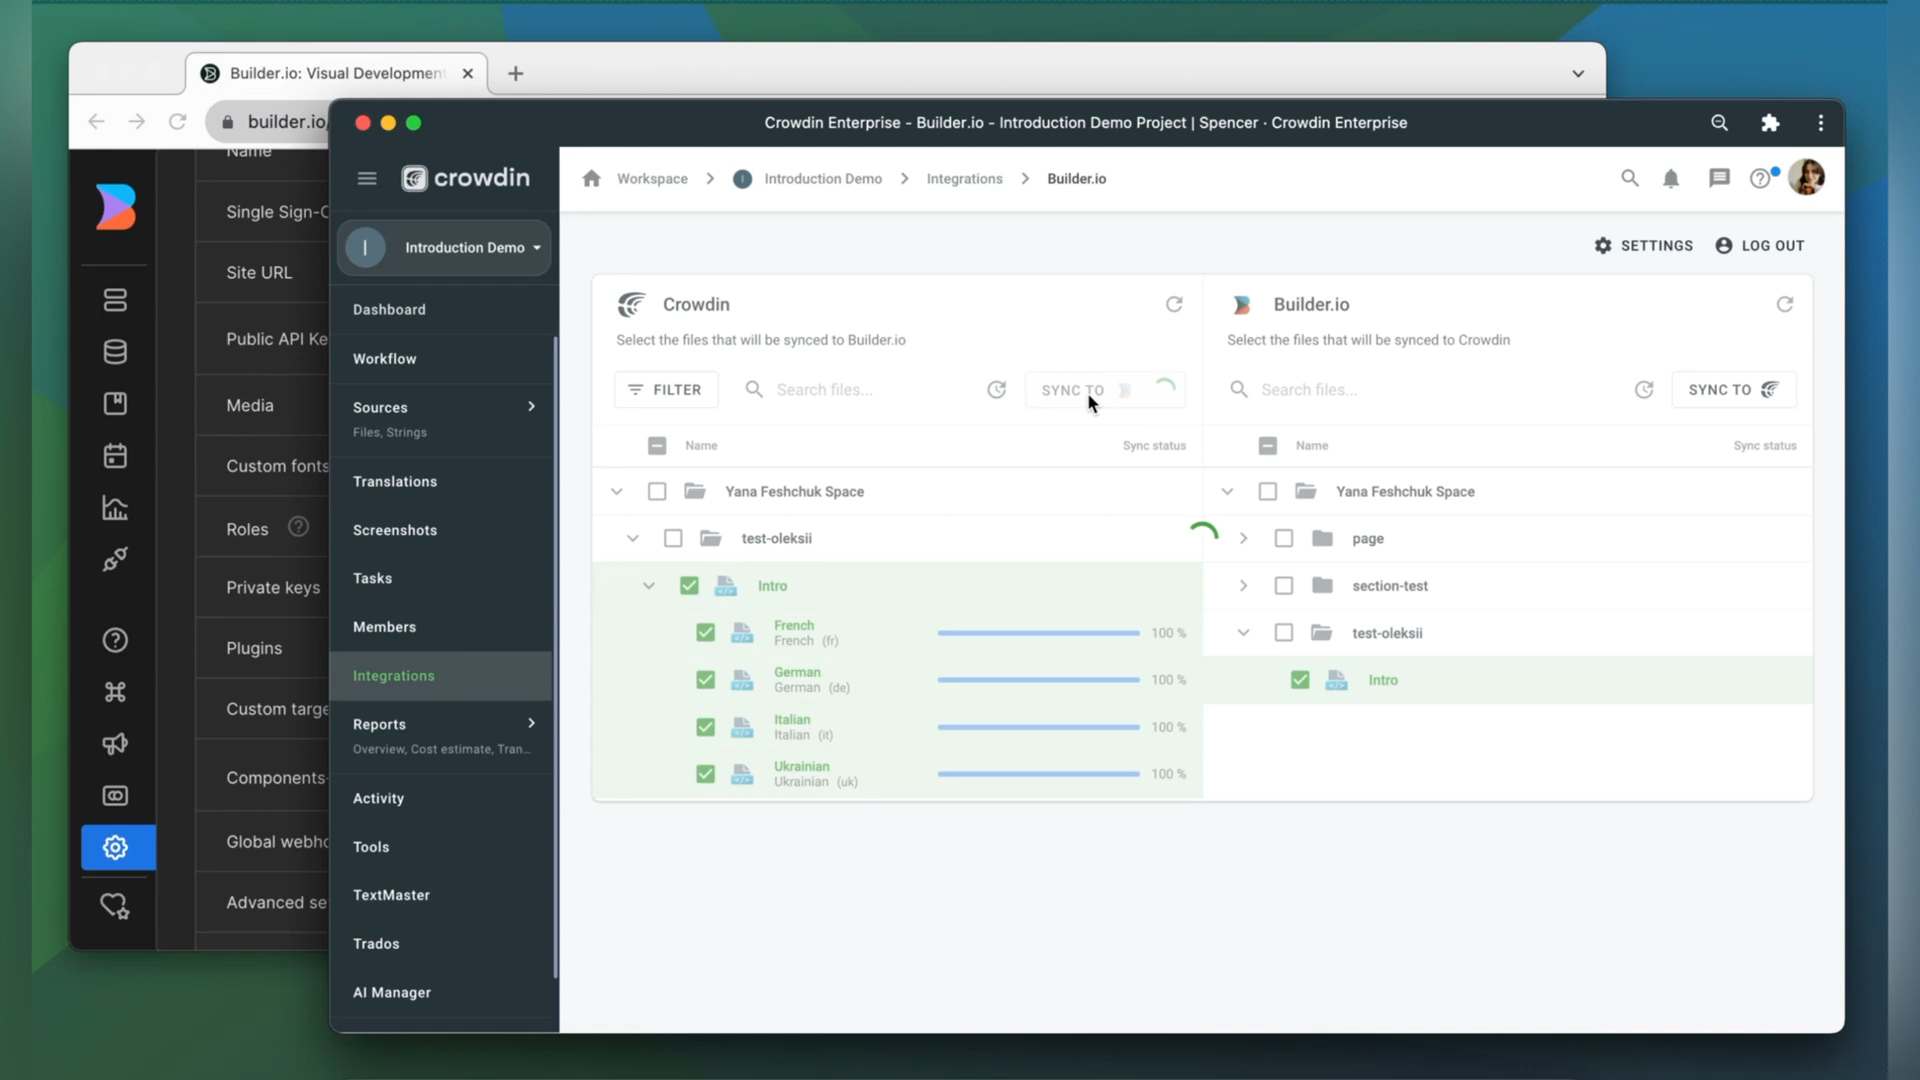 Builder.io: Visual Development
builder.io/
Name
Single Sign-O
Site URL
Public API Ke
Media
Custom fonts
Roles
Private keys
Plugins
Custom targe
Components-
Global webho
Advanced se
Crowdin Enterprise - Builder.io - Introduction Demo Project | Spencer · Crowdin Enterprise
crowdin
I Introduction Demo
Dashboard
Workflow
Sources
Files, Strings
Translations
Screenshots
Tasks
Members
Integrations
Reports
Overview, Cost estimate, Tran...
Activity
Tools
TextMaster
Trados
AI Manager
Workspace I Introduction Demo Integrations Builder.io
SETTINGS LOG OUT
Crowdin
Select the files that will be synced to Builder.io
FILTER Search files... SYNC TO
Name Sync status
Yana Feshchuk Space
test-oleksii
Intro
French
French (fr) 100 %
German
German (de) 100 %
Italian
Italian (it) 100 %
Ukrainian
Ukrainian (uk) 100 %
Builder.io
Select the files that will be synced to Crowdin
Search files... SYNC TO
Name Sync status
Yana Feshchuk Space
page
section-test
test-oleksii
Intro